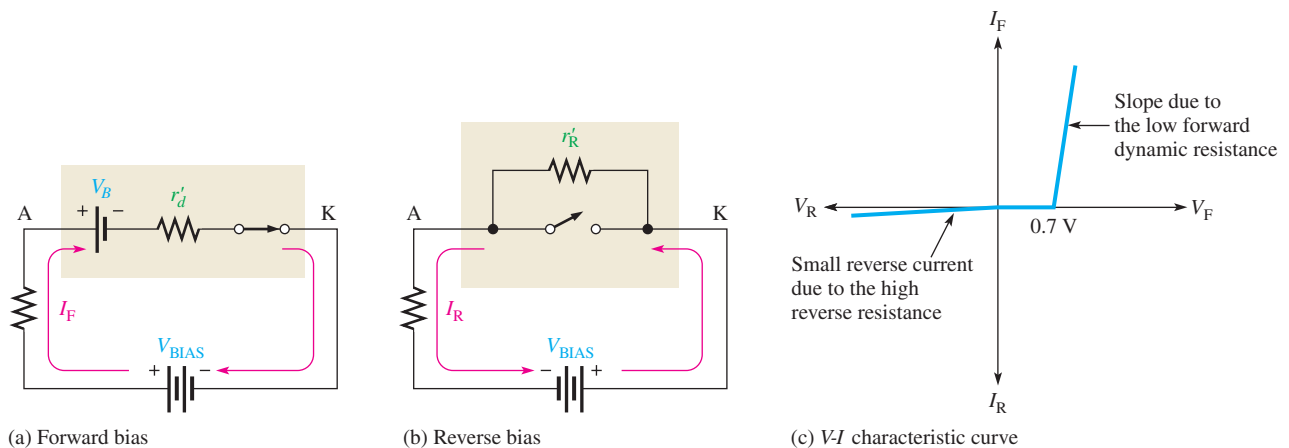 V_B
+ −
r′_d
A
K
I_F
V_BIAS
+ −
(a) Forward bias
r′_R
A
K
I_R
V_BIAS
− +
(b) Reverse bias
I_F
Slope due to
the low forward
dynamic resistance
V_R
V_F
0.7 V
Small reverse current
due to the high
reverse resistance
I_R
(c) V-I characteristic curve